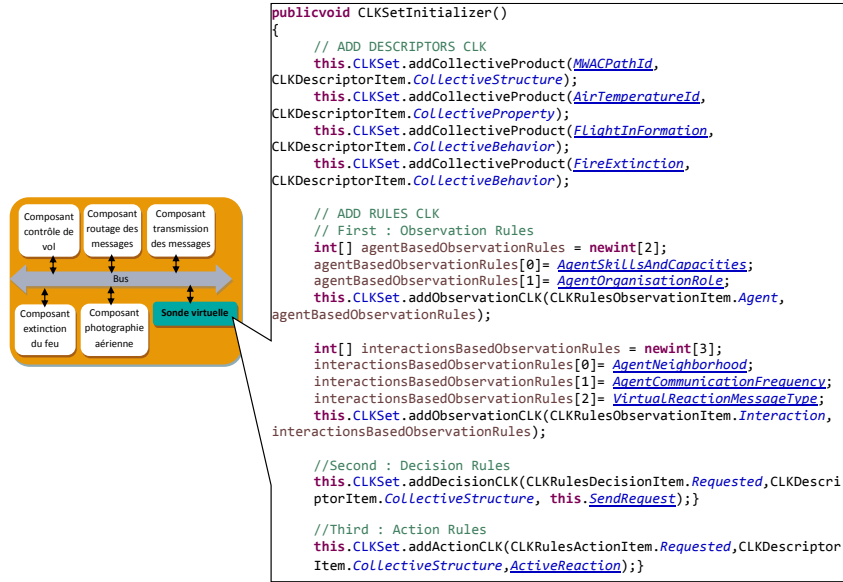 Composant
contrôle de
vol
Composant
routage des
messages
Composant
transmission
des messages
Bus
Composant
extinction
du feu
Composant
photographie
aérienne
Sonde virtuelle
publicvoid CLKSetInitializer()
{
// ADD DESCRIPTORS CLK
this.CLKSet.addCollectiveProduct(MWACPathId,
CLKDescriptorItem.CollectiveStructure);
this.CLKSet.addCollectiveProduct(AirTemperatureId,
CLKDescriptorItem.CollectiveProperty);
this.CLKSet.addCollectiveProduct(FlightInFormation,
CLKDescriptorItem.CollectiveBehavior);
this.CLKSet.addCollectiveProduct(FireExtinction,
CLKDescriptorItem.CollectiveBehavior);
// ADD RULES CLK
// First : Observation Rules
int[] agentBasedObservationRules = newint[2];
agentBasedObservationRules[0]= AgentSkillsAndCapacities;
agentBasedObservationRules[1]= AgentOrganisationRole;
this.CLKSet.addObservationCLK(CLKRulesObservationItem.Agent,
agentBasedObservationRules);
int[] interactionsBasedObservationRules = newint[3];
interactionsBasedObservationRules[0]= AgentNeighborhood;
interactionsBasedObservationRules[1]= AgentCommunicationFrequency;
interactionsBasedObservationRules[2]= VirtualReactionMessageType;
this.CLKSet.addObservationCLK(CLKRulesObservationItem.Interaction,
interactionsBasedObservationRules);
//Second : Decision Rules
this.CLKSet.addDecisionCLK(CLKRulesDecisionItem.Requested,CLKDescri
ptorItem.CollectiveStructure, this.SendRequest);}
//Third : Action Rules
this.CLKSet.addActionCLK(CLKRulesActionItem.Requested,CLKDescriptor
Item.CollectiveStructure,ActiveReaction);}